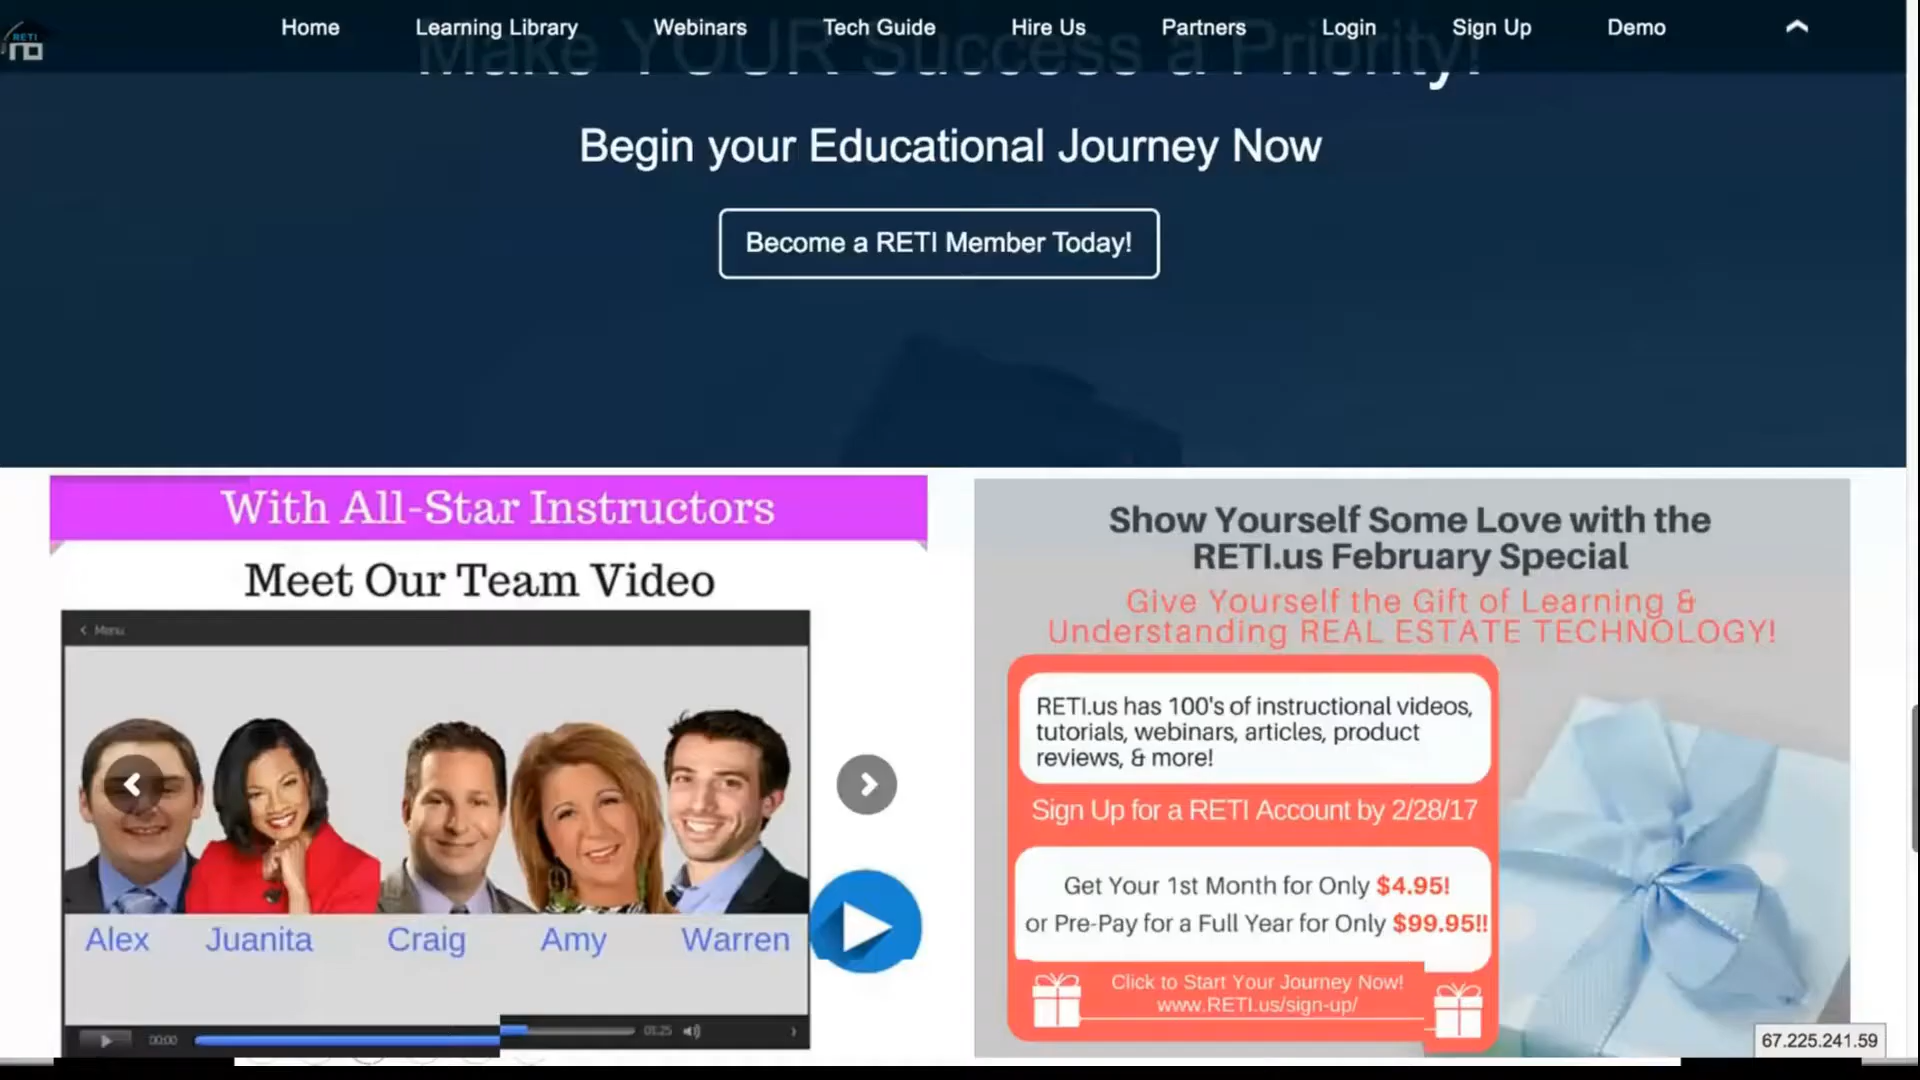 RETI
Home Learning Library Webinars Tech Guide Hire Us Partners Login Sign Up Demo
Make YOUR Success a Priority!
Begin your Educational Journey Now
Become a RETI Member Today!
With All-Star Instructors
Meet Our Team Video
Menu
Alex Juanita Craig Amy Warren
00:00 01:25
Show Yourself Some Love with the
RETI.us February Special
Give Yourself the Gift of Learning &
Understanding REAL ESTATE TECHNOLOGY!
RETI.us has 100's of instructional videos,
tutorials, webinars, articles, product
reviews, & more!
Sign Up for a RETI Account by 2/28/17
Get Your 1st Month for Only $4.95!
or Pre-Pay for a Full Year for Only $99.95!!
Click to Start Your Journey Now!
www.RETI.us/sign-up/
67.225.241.59